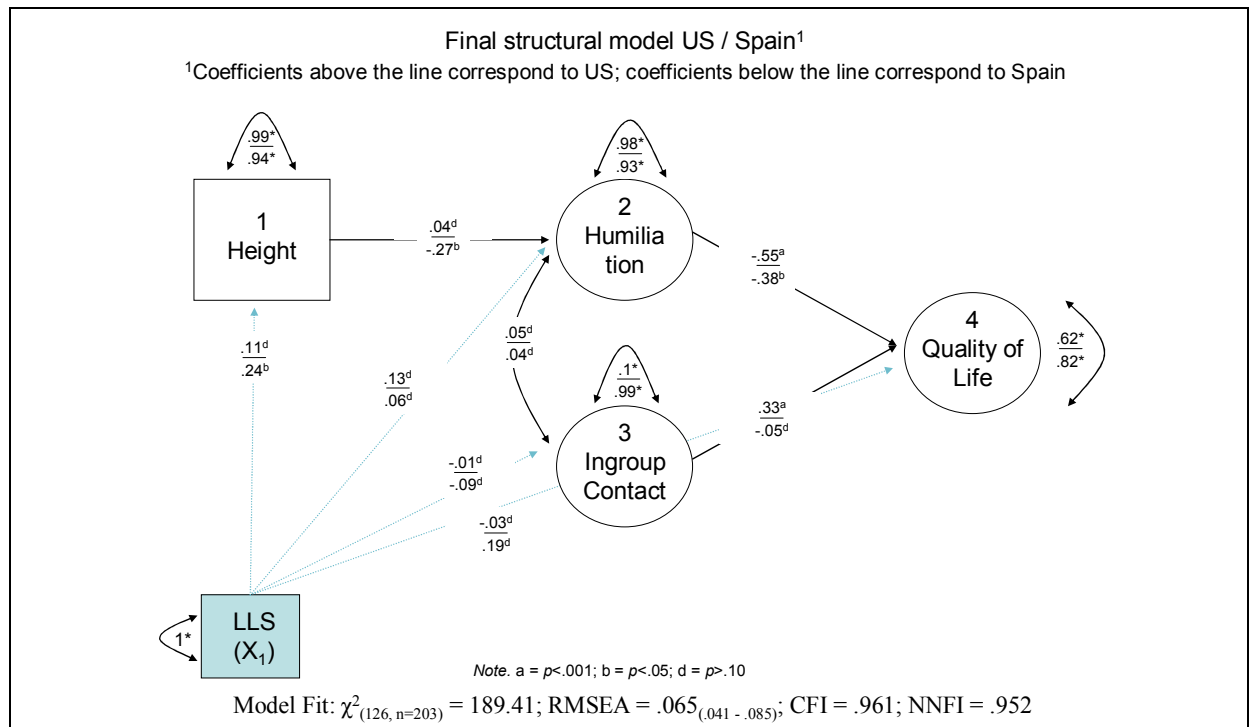 Final structural model US / Spain¹
¹Coefficients above the line correspond to US; coefficients below the line correspond to Spain
.99*
.94*
.98*
.93*
1
Height
2
Humilia
tion
.04ᵈ
-.27ᵇ
-.55ᵃ
-.38ᵇ
4
Quality of
Life
.62*
.82*
.05ᵈ
.04ᵈ
.11ᵈ
.24ᵇ
.13ᵈ
.06ᵈ
.1*
.99*
.33ᵃ
-.05ᵈ
3
Ingroup
Contact
-.01ᵈ
-.09ᵈ
-.03ᵈ
.19ᵈ
LLS
(X₁)
1*
Note. a = p<.001; b = p<.05; d = p>.10
Model Fit: χ²(126, n=203) = 189.41; RMSEA = .065(.041 - .085); CFI = .961; NNFI = .952